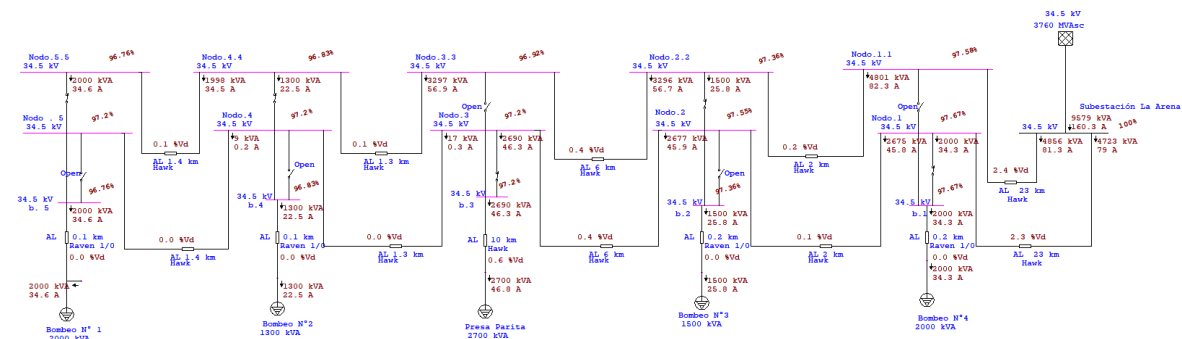 34.5 kV
3760 MVAsc
Nodo.5.5
34.5 kV
96.76%
Nodo.4.4
34.5 kV
96.83%
Nodo.3.3
34.5 kV
96.92%
Nodo.2.2
34.5 kV
97.36%
Nodo.1.1
34.5 kV
97.58%
2000 kVA
34.6 A
1998 kVA
34.5 A
1300 kVA
22.5 A
3297 kVA
56.9 A
3296 kVA
56.7 A
1500 kVA
25.8 A
4801 kVA
82.3 A
Open
Open
Subestación La Arena
Nodo . 5
34.5 kV
97.2%
Nodo.4
34.5 kV
97.2%
Nodo.3
34.5 kV
97.2%
Nodo.2
34.5 kV
97.55%
Nodo.1
34.5 kV
97.67%
34.5 kV
9579 kVA
160.3 A
100%
0.1 %Vd
AL 1.4 km
Hawk
9 kVA
0.2 A
0.1 %Vd
AL 1.3 km
Hawk
17 kVA
0.3 A
2690 kVA
46.3 A
0.4 %Vd
AL 6 km
Hawk
2677 kVA
45.9 A
0.2 %Vd
AL 2 km
Hawk
2675 kVA
45.8 A
2000 kVA
34.3 A
4856 kVA
81.3 A
4723 kVA
79 A
2.4 %Vd
AL 23 km
Hawk
Open
96.76%
Open
96.83%
97.2%
Open
97.36%
97.67%
34.5 kV
b. 5
34.5 kV
b.4
34.5 kV
b.3
34.5 kV
b.2
34.5 kV
b.1
2000 kVA
34.6 A
1300 kVA
22.5 A
2690 kVA
46.3 A
1500 kVA
25.8 A
2000 kVA
34.3 A
AL 0.1 km
Raven 1/0
0.0 %Vd
0.0 %Vd
AL 1.4 km
Hawk
AL 0.1 km
Raven 1/0
0.0 %Vd
0.0 %Vd
AL 1.3 km
Hawk
AL 10 km
Hawk
0.6 %Vd
0.4 %Vd
AL 6 km
Hawk
AL 0.2 km
Raven 1/0
0.0 %Vd
0.1 %Vd
AL 2 km
Hawk
AL 0.2 km
Raven 1/0
0.0 %Vd
2.3 %Vd
AL 23 km
Hawk
2000 kVA
34.6 A
1300 kVA
22.5 A
2700 kVA
46.8 A
1500 kVA
25.8 A
2000 kVA
34.3 A
Bombeo N° 1
2000 kVA
Bombeo N°2
1300 kVA
Presa Parita
2700 kVA
Bombeo N°3
1500 kVA
Bombeo N°4
2000 kVA